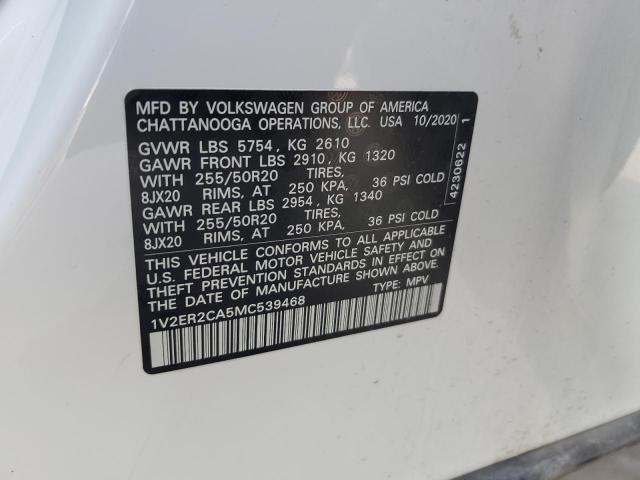 MFD BY VOLKSWAGEN GROUP OF AMERICA
CHATTANOOGA OPERATIONS, LLC. USA 10/2020
GVWR LBS 5754, KG 2610
GAWR FRONT LBS 2910, KG 1320
WITH 255/50R20 TIRES,
8JX20 RIMS, AT 250 KPA, 36 PSI COLD
GAWR REAR LBS 2954, KG 1340
WITH 255/50R20 TIRES,
8JX20 RIMS, AT 250 KPA, 36 PSI COLD
THIS VEHICLE CONFORMS TO ALL APPLICABLE
U.S. FEDERAL MOTOR VEHICLE SAFETY AND
THEFT PREVENTION STANDARDS IN EFFECT ON
THE DATE OF MANUFACTURE SHOWN ABOVE.
1V2ER2CA5MC539468 TYPE: MPV
4230622 1